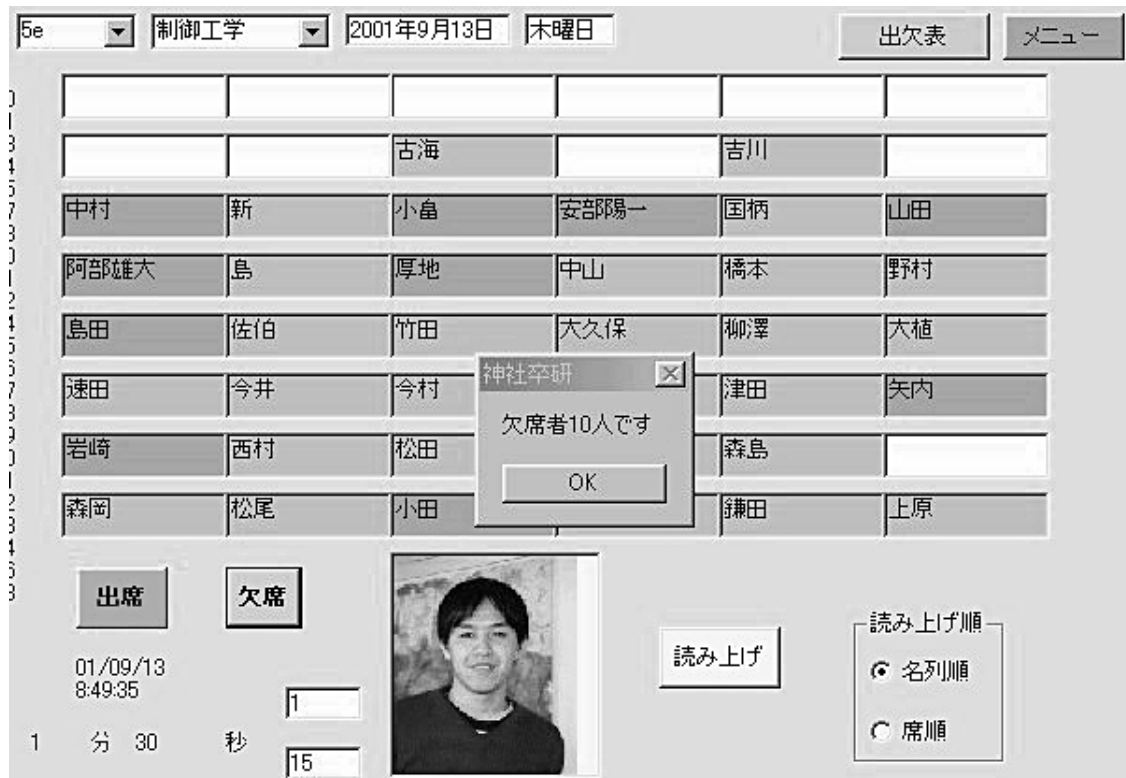 5e 制御工学 2001年9月13日 木曜日 出欠表 メニュー
古海 吉川
中村 新 小畠 安部陽一 国柄 山田
阿部雄大 島 厚地 中山 橋本 野村
島田 佐伯 竹田 大久保 柳澤 大植
神社卒研
速田 今井 今村 津田 矢内
欠席者10人です
岩崎 西村 松田 森島
OK
森岡 松尾 小田 鎌田 上原
出席 欠席
読み上げ順
読み上げ
名列順
01/09/13
8:49:35
1
席順
1 分 30 秒
15